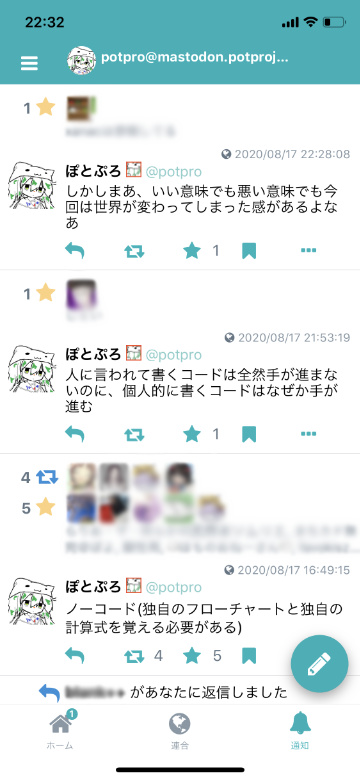 22:32
potpro@mastodon.potproj...
1
2020/08/17 22:28:08
ぽとぷろ @potpro
しかしまあ、いい意味でも悪い意味でも今
回は世界が変わってしまった感があるよな
あ
1
1
2020/08/17 21:53:19
ぽとぷろ @potpro
人に言われて書くコードは全然手が進まな
いのに、個人的に書くコードはなぜか手が
進む
1
4
5
2020/08/17 16:49:15
ぽとぷろ @potpro
ノーコード(独自のフローチャートと独自の
計算式を覚える必要がある)
4 5
があなたに返信しました
1
ホーム 連合 通知